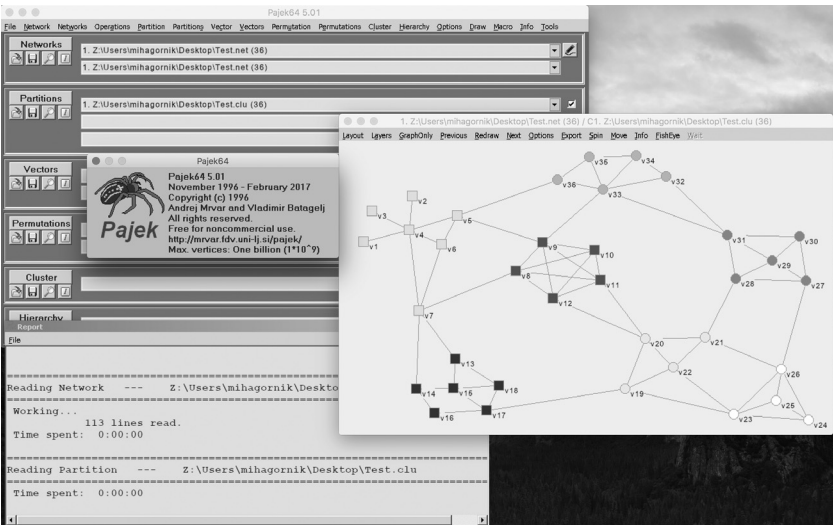 Pajek64 5.01
File Network Networks Operations Partition Partitions Vector Vectors Permutation Permutations Cluster Hierarchy Options Draw Macro Info Tools
Networks
1. Z:\Users\mihagornik\Desktop\Test.net (36)
1. Z:\Users\mihagornik\Desktop\Test.net (36)
Partitions
1. Z:\Users\mihagornik\Desktop\Test.clu (36)
Vectors
Permutations
Cluster
Hierarchy
Pajek64
Pajek
Pajek64 5.01
November 1996 - February 2017
Copyright (c) 1996
Andrej Mrvar and Vladimir Batagelj
All rights reserved.
Free for noncommercial use.
http://mrvar.fdv.uni-lj.si/pajek/
Max. vertices: One billion (1*10^9)
1. Z:\Users\mihagornik\Desktop\Test.net (36) / C1. Z:\Users\mihagornik\Desktop\Test.clu (36)
Layout Layers GraphOnly Previous Redraw Next Options Export Spin Move Info FishEye Wait
v35
v34
v36
v33
v32
v2
v3
v5
v4
v1
v6
v31
v30
v9
v10
v29
v8
v11
v28
v27
v12
v7
v20
v21
v13
v22
v26
v14
v15
v18
v19
v25
v16
v17
v23
v24
Report
File
Reading Network --- Z:\Users\mihagornik\Deskto
Working...
113 lines read.
Time spent: 0:00:00
Reading Partition --- Z:\Users\mihagornik\Desktop\Test.clu
Time spent: 0:00:00